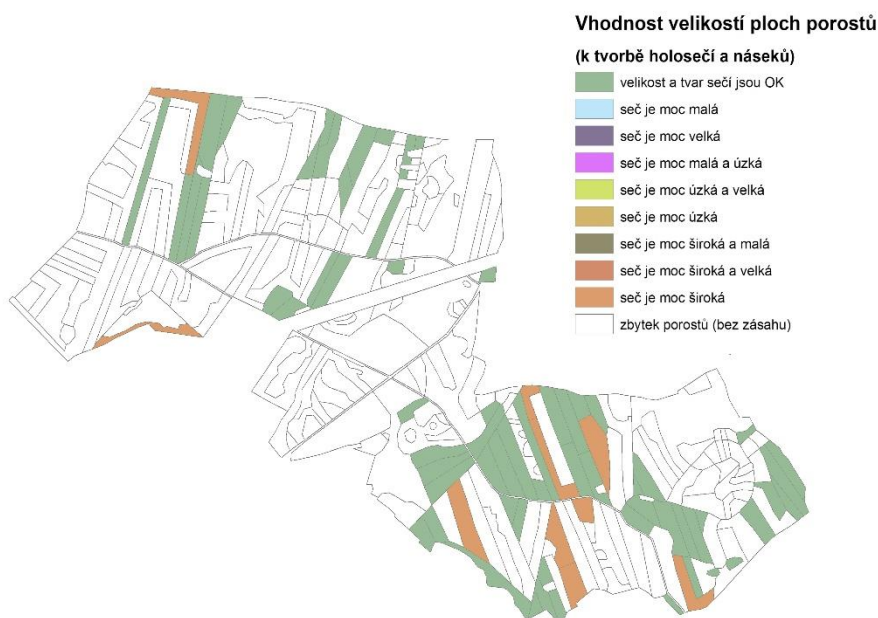 Vhodnost velikostí ploch porostů
(k tvorbě holosečí a náseků)
velikost a tvar sečí jsou OK
seč je moc malá
seč je moc velká
seč je moc malá a úzká
seč je moc úzká a velká
seč je moc úzká
seč je moc široká a malá
seč je moc široká a velká
seč je moc široká
zbytek porostů (bez zásahu)